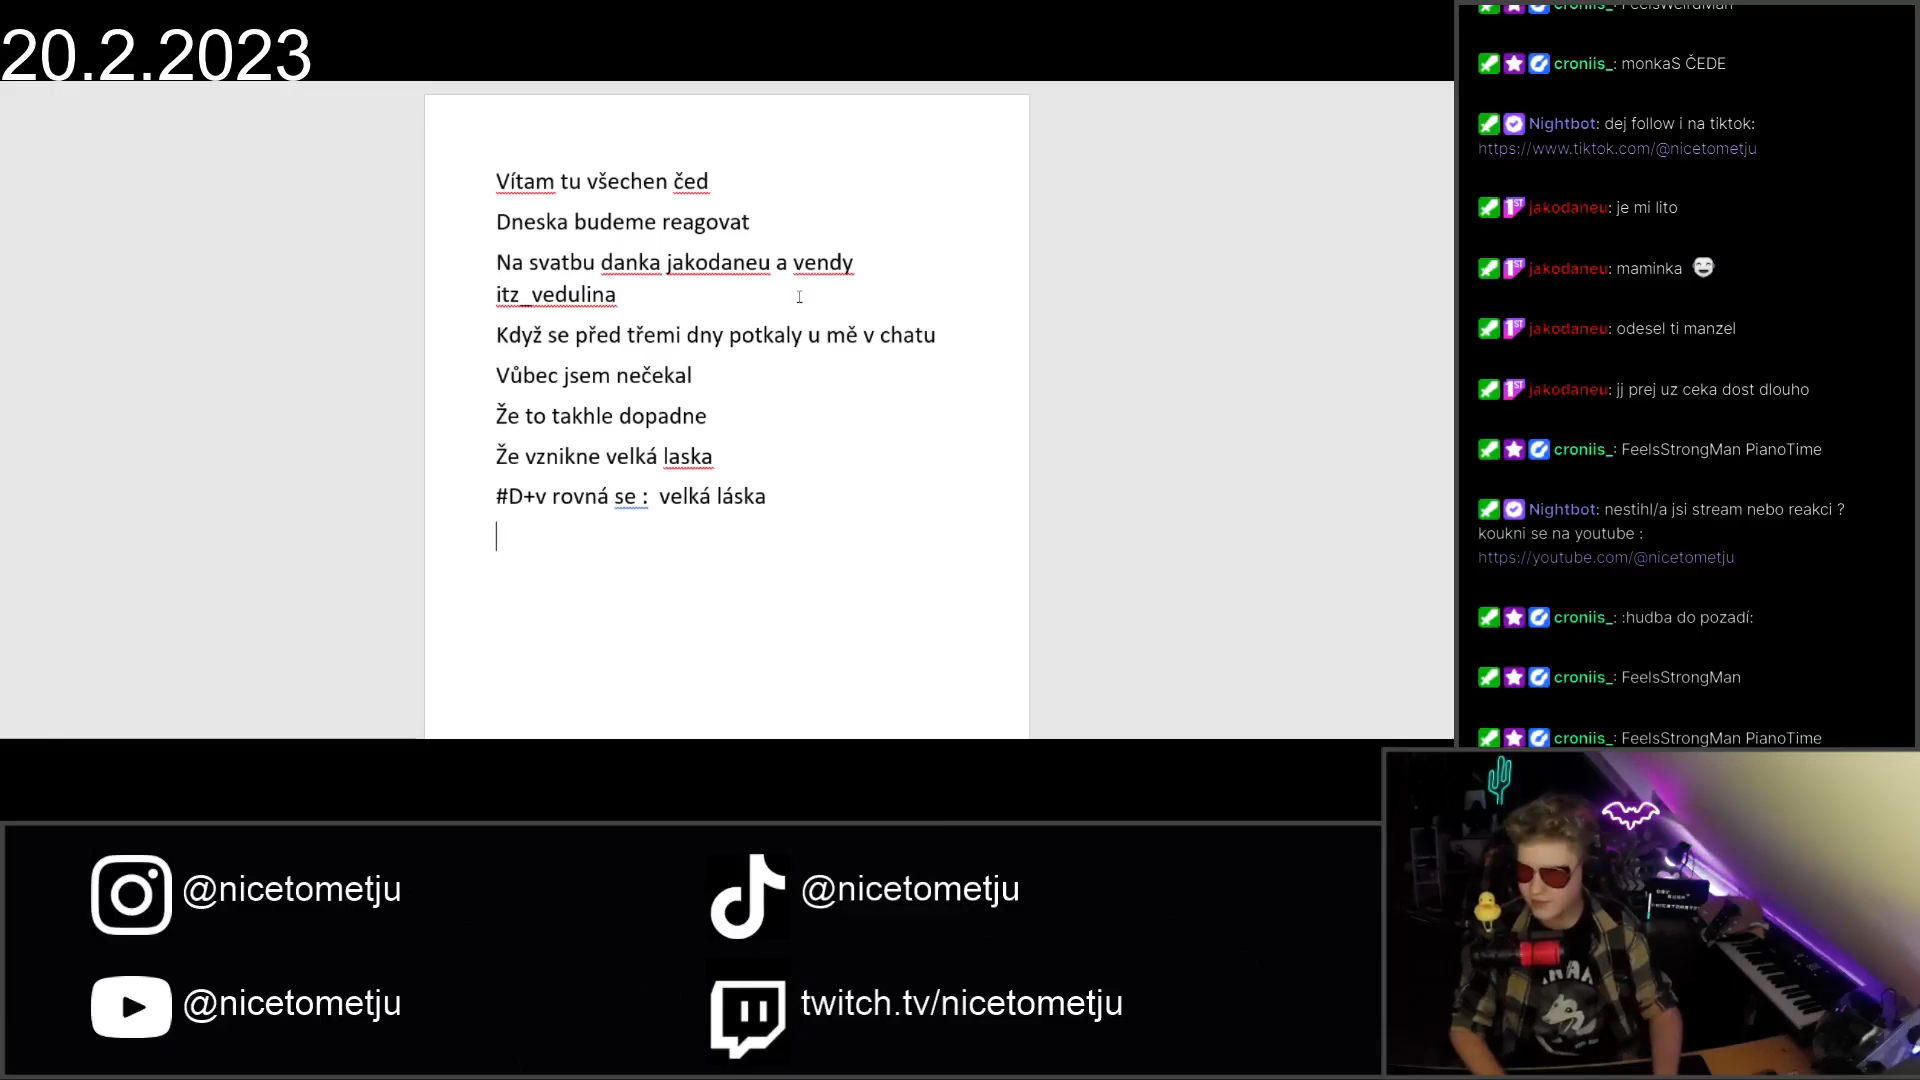 20.2.2023
Vítam tu všechen čed
Dneska budeme reagovat
Na svatbu danka jakodaneu a vendy
itz_vedulina
Když se před třemi dny potkaly u mě v chatu
Vůbec jsem nečekal
Že to takhle dopadne
Že vznikne velká laska
#D+v rovná se :  velká láska
croniis_: FeelsWeirdMan
croniis_: monkaS ČEDE
Nightbot: dej follow i na tiktok:
https://www.tiktok.com/@nicetometju
jakodaneu: je mi lito
jakodaneu: maminka
jakodaneu: odesel ti manzel
jakodaneu: jj prej uz ceka dost dlouho
croniis_: FeelsStrongMan PianoTime
Nightbot: nestihl/a jsi stream nebo reakci ?
koukni se na youtube :
https://youtube.com/@nicetometju
croniis_: :hudba do pozadí:
croniis_: FeelsStrongMan
croniis_: FeelsStrongMan PianoTime
@nicetometju
@nicetometju
@nicetometju
twitch.tv/nicetometju